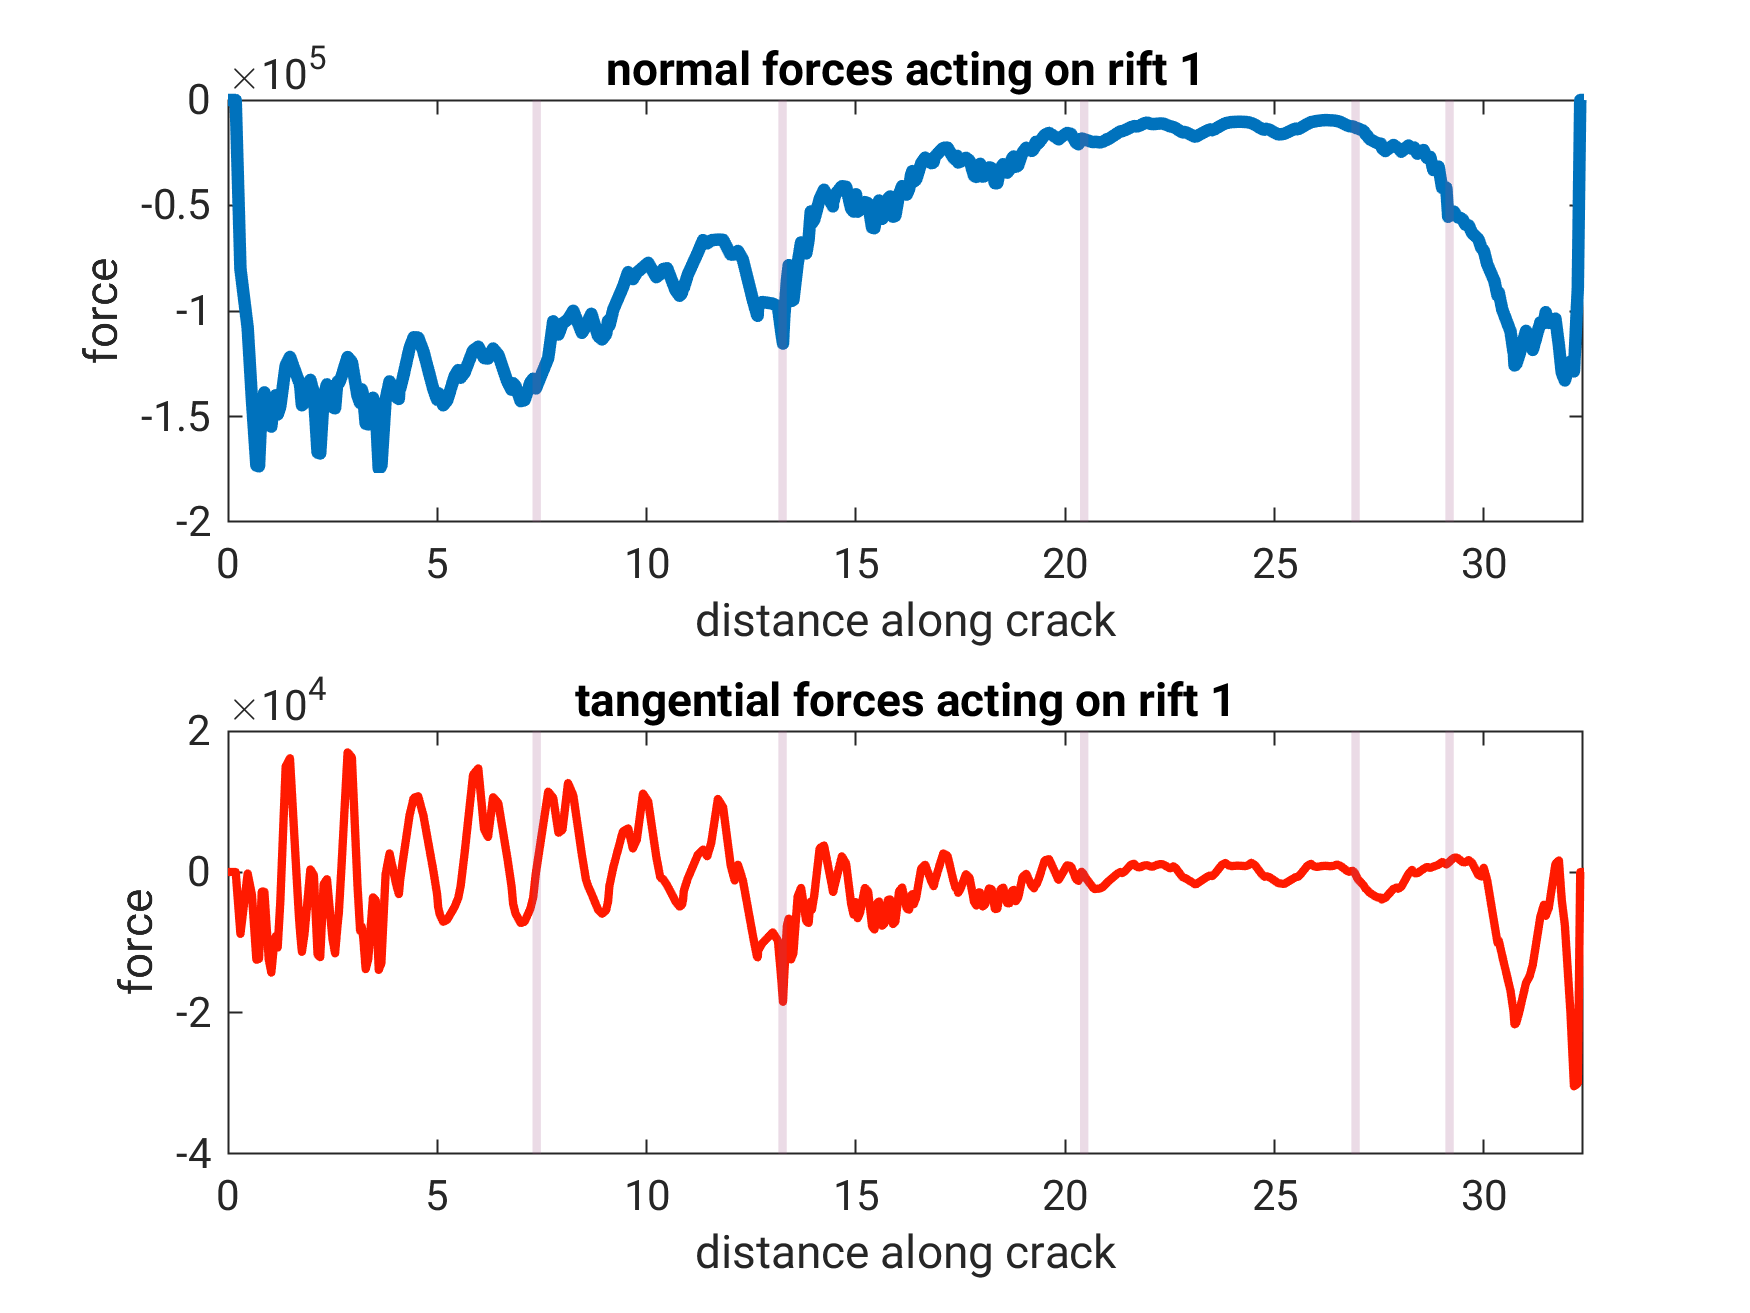 ×10^5
normal forces acting on rift 1
0
-0.5
-1
-1.5
-2
force
0 5 10 15 20 25 30
distance along crack
×10^4
tangential forces acting on rift 1
2
0
-2
-4
force
0 5 10 15 20 25 30
distance along crack